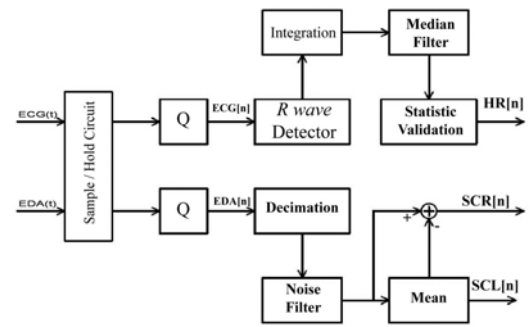 Integration
Median
Filter
ECG(t)
Sample / Hold Circuit
Q
ECG[n]
R wave
Detector
Statistic
Validation
HR[n]
EDA(t)
Q
EDA[n]
Decimation
+
-
SCR[n]
Noise
Filter
Mean
SCL[n]